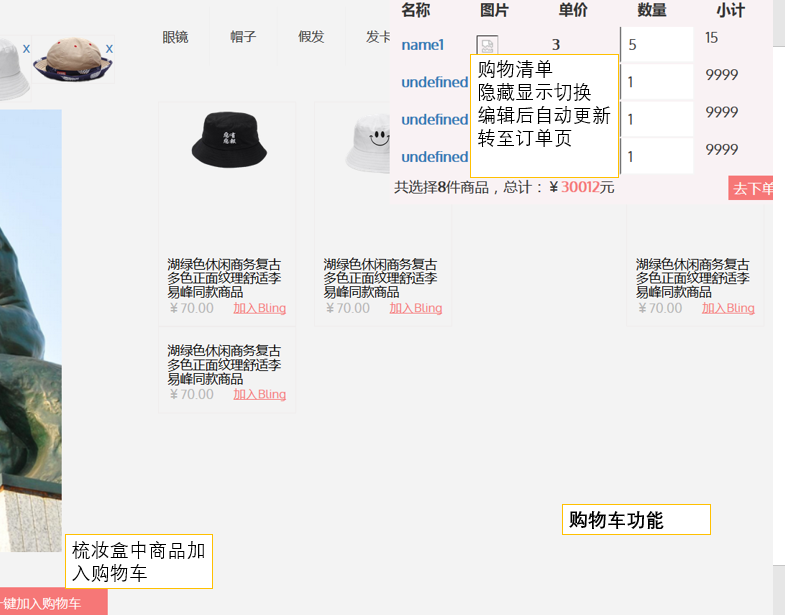 名称 图片 单价 数量 小计
x x 眼镜 帽子 假发 发卡
name1 3 5 15
购物清单
隐藏显示切换
编辑后自动更新
转至订单页
undefined 1 9999
undefined 1 9999
undefined 1 9999
共选择8件商品，总计：￥30012元 去下单
湖绿色休闲商务复古
多色正面纹理舒适李
易峰同款商品
￥70.00 加入Bling
湖绿色休闲商务复古
多色正面纹理舒适李
易峰同款商品
￥70.00 加入Bling
湖绿色休闲商务复古
多色正面纹理舒适李
易峰同款商品
￥70.00 加入Bling
湖绿色休闲商务复古
多色正面纹理舒适李
易峰同款商品
￥70.00 加入Bling
购物车功能
梳妆盒中商品加
入购物车
键加入购物车